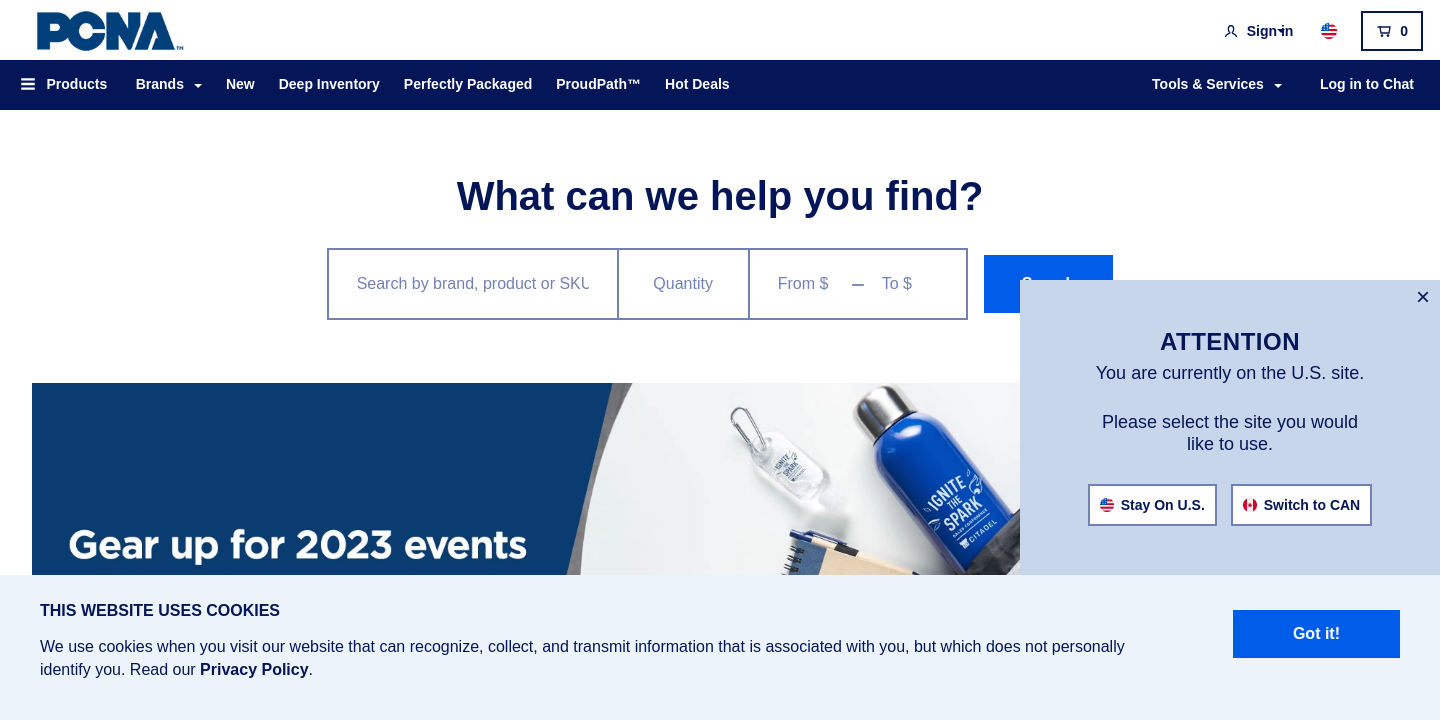 PCNA™
Sign in
0
Products Brands New Deep Inventory Perfectly Packaged ProudPath™ Hot Deals Tools & Services Log in to Chat
What can we help you find?
Search by brand, product or SKU
Quantity
From $ – To $
×
ATTENTION
You are currently on the U.S. site.
Please select the site you would
like to use.
Stay On U.S.
Switch to CAN
IGNITE
THE
SPARK
CITADEL
IGNITE
THE
SPARK
Gear up for 2023 events
THIS WEBSITE USES COOKIES
We use cookies when you visit our website that can recognize, collect, and transmit information that is associated with you, but which does not personally
identify you. Read our Privacy Policy.
Got it!